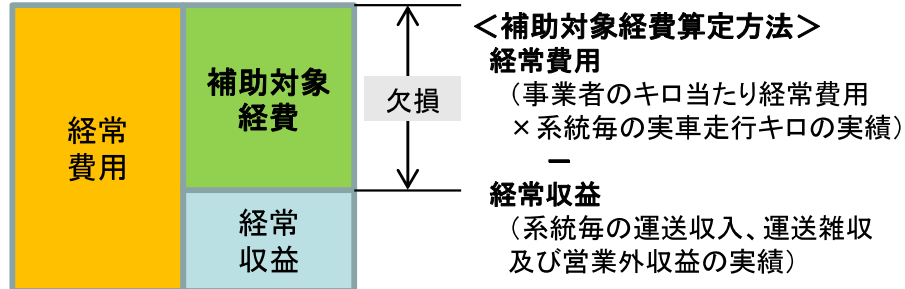 経常
費用
補助対象
経費
経常
収益
欠損
<補助対象経費算定方法>
経常費用
(事業者のキロ当たり経常費用
×系統毎の実車走行キロの実績)
－
経常収益
(系統毎の運送収入、運送雑収
及び営業外収益の実績)